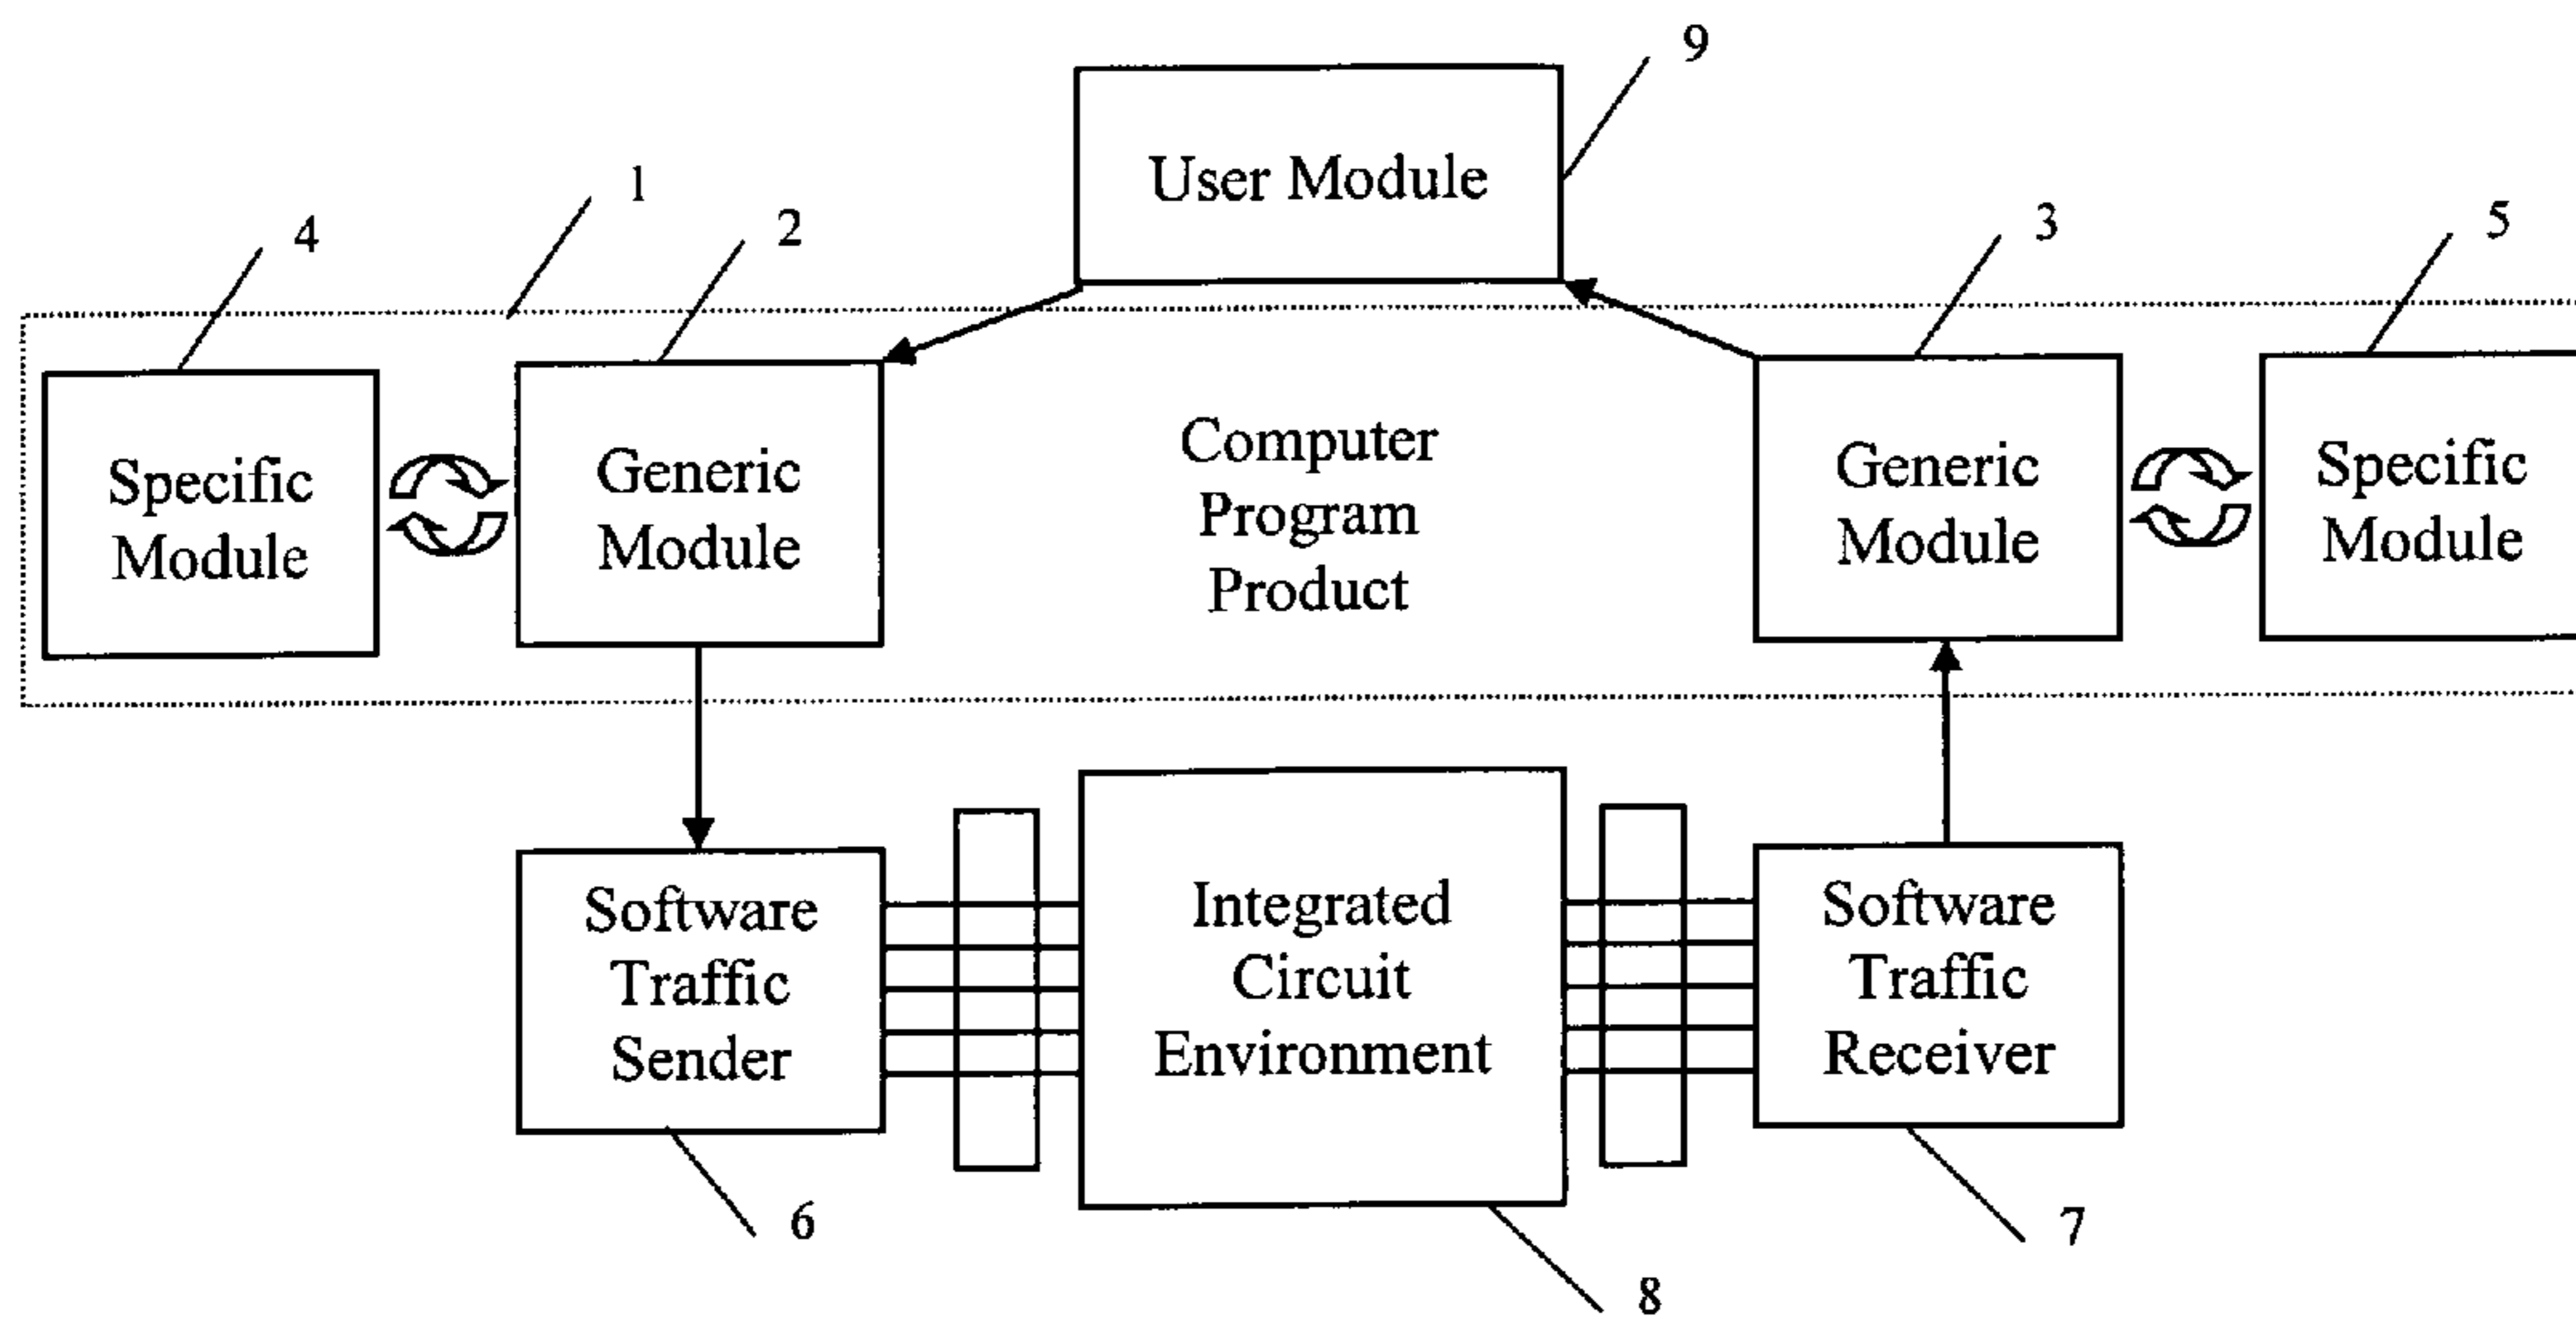 9
User Module
1
4
2
3
5
Specific
Module
Generic
Module
Computer
Program
Product
Generic
Module
Specific
Module
Software
Traffic
Sender
Integrated
Circuit
Environment
Software
Traffic
Receiver
6
7
8